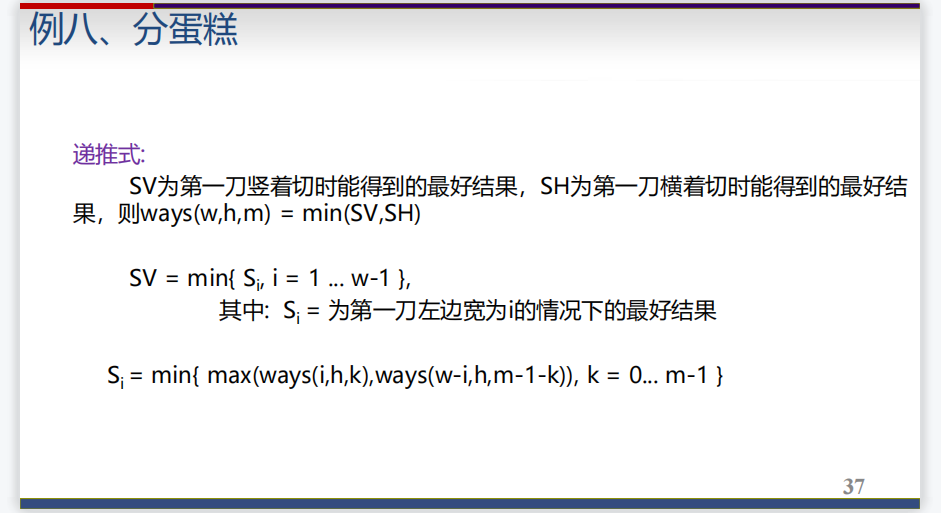 例八、分蛋糕
递推式:
SV为第一刀竖着切时能得到的最好结果，SH为第一刀横着切时能得到的最好结
果，则ways(w,h,m) = min(SV,SH)
SV = min{ Si, i = 1 ... w-1 },
其中: Si = 为第一刀左边宽为i的情况下的最好结果
Si = min{ max(ways(i,h,k),ways(w-i,h,m-1-k)), k = 0... m-1 }
37